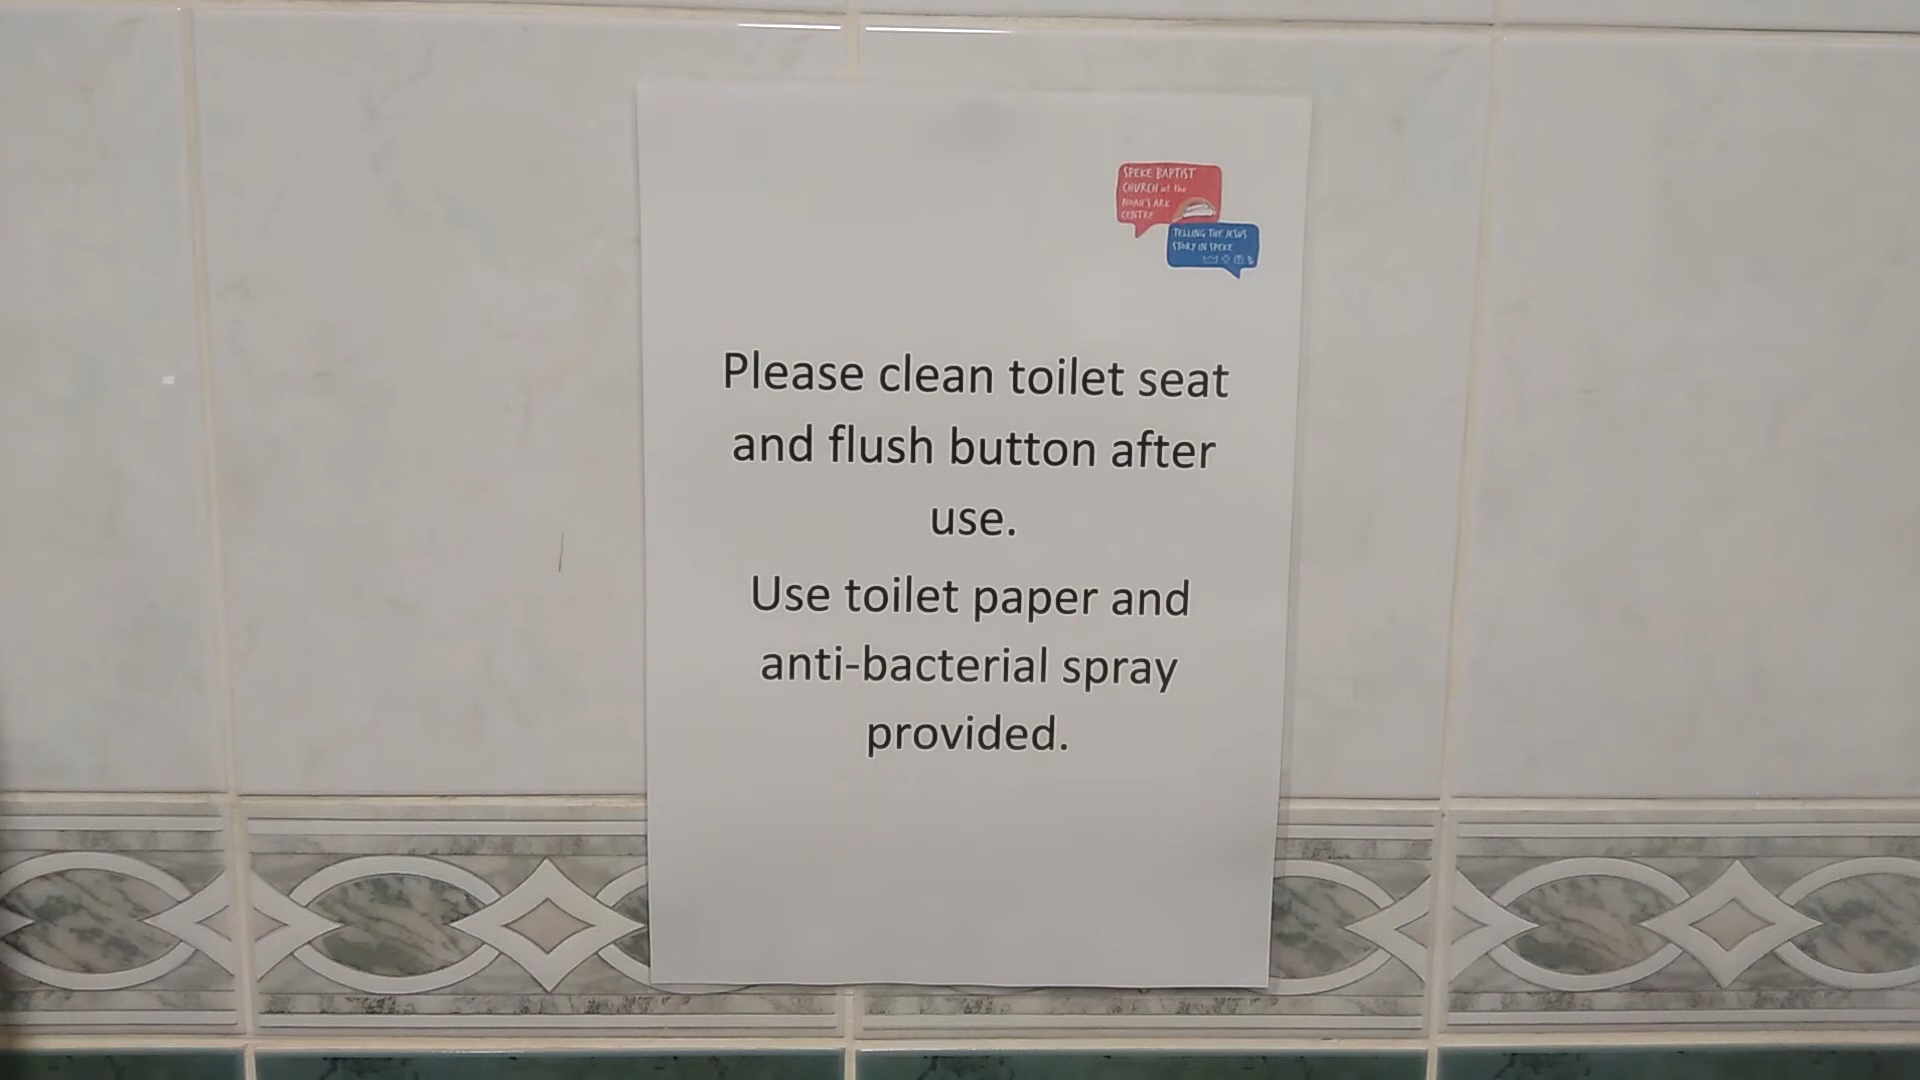 SPEKE BAPTIST
CHURCH at the
NOAH'S ARK
CENTRE
TELLING THE JESUS
STORY IN SPEKE
Please clean toilet seat
and flush button after
use.
Use toilet paper and
anti-bacterial spray
provided.